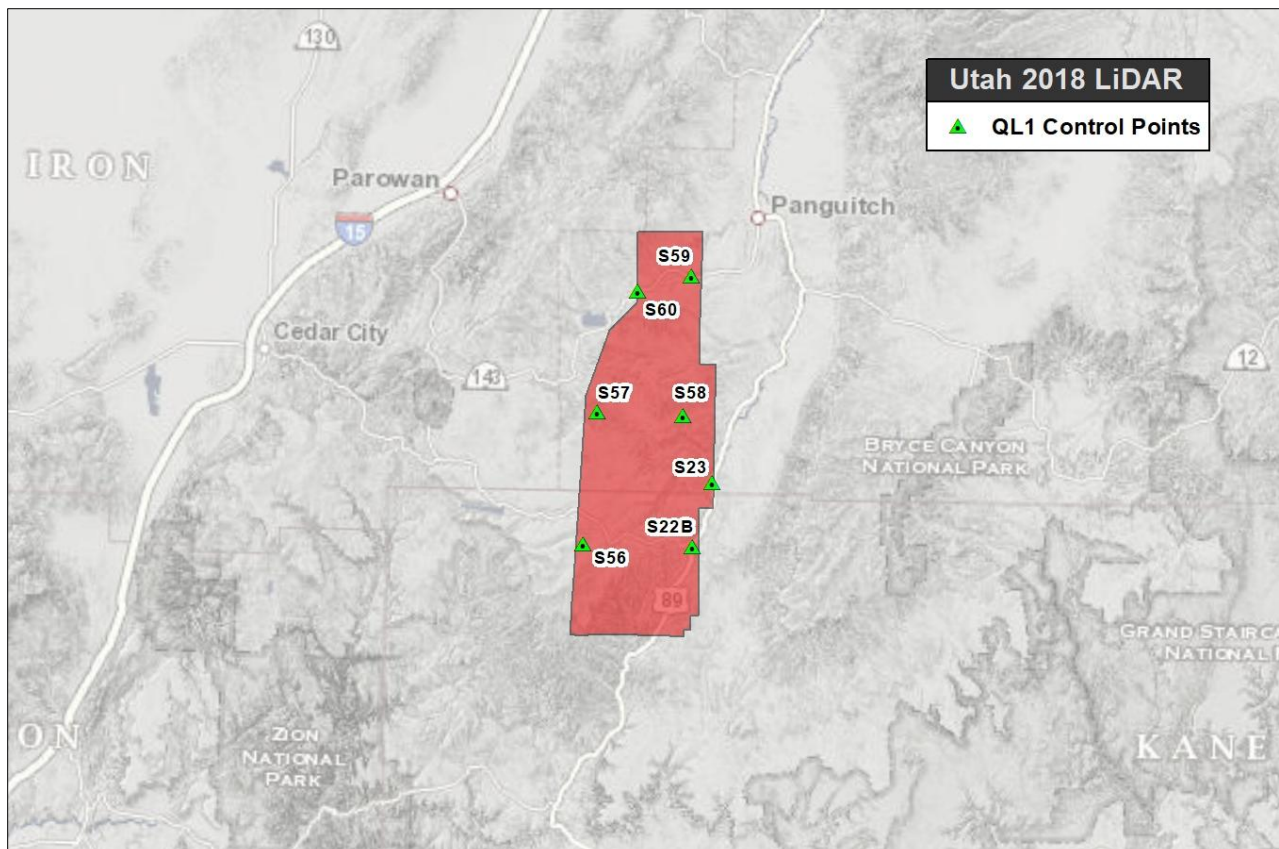 130
Utah 2018 LiDAR
QL1 Control Points
IRON
Parowan
15
Panguitch
S59
S60
Cedar City
143
12
S57
S58
BRYCE CANYON
NATIONAL PARK
S23
S22B
S56
89
GRAND STAIRC
NATIONAL
ON
ZION
NATIONAL
PARK
KANE